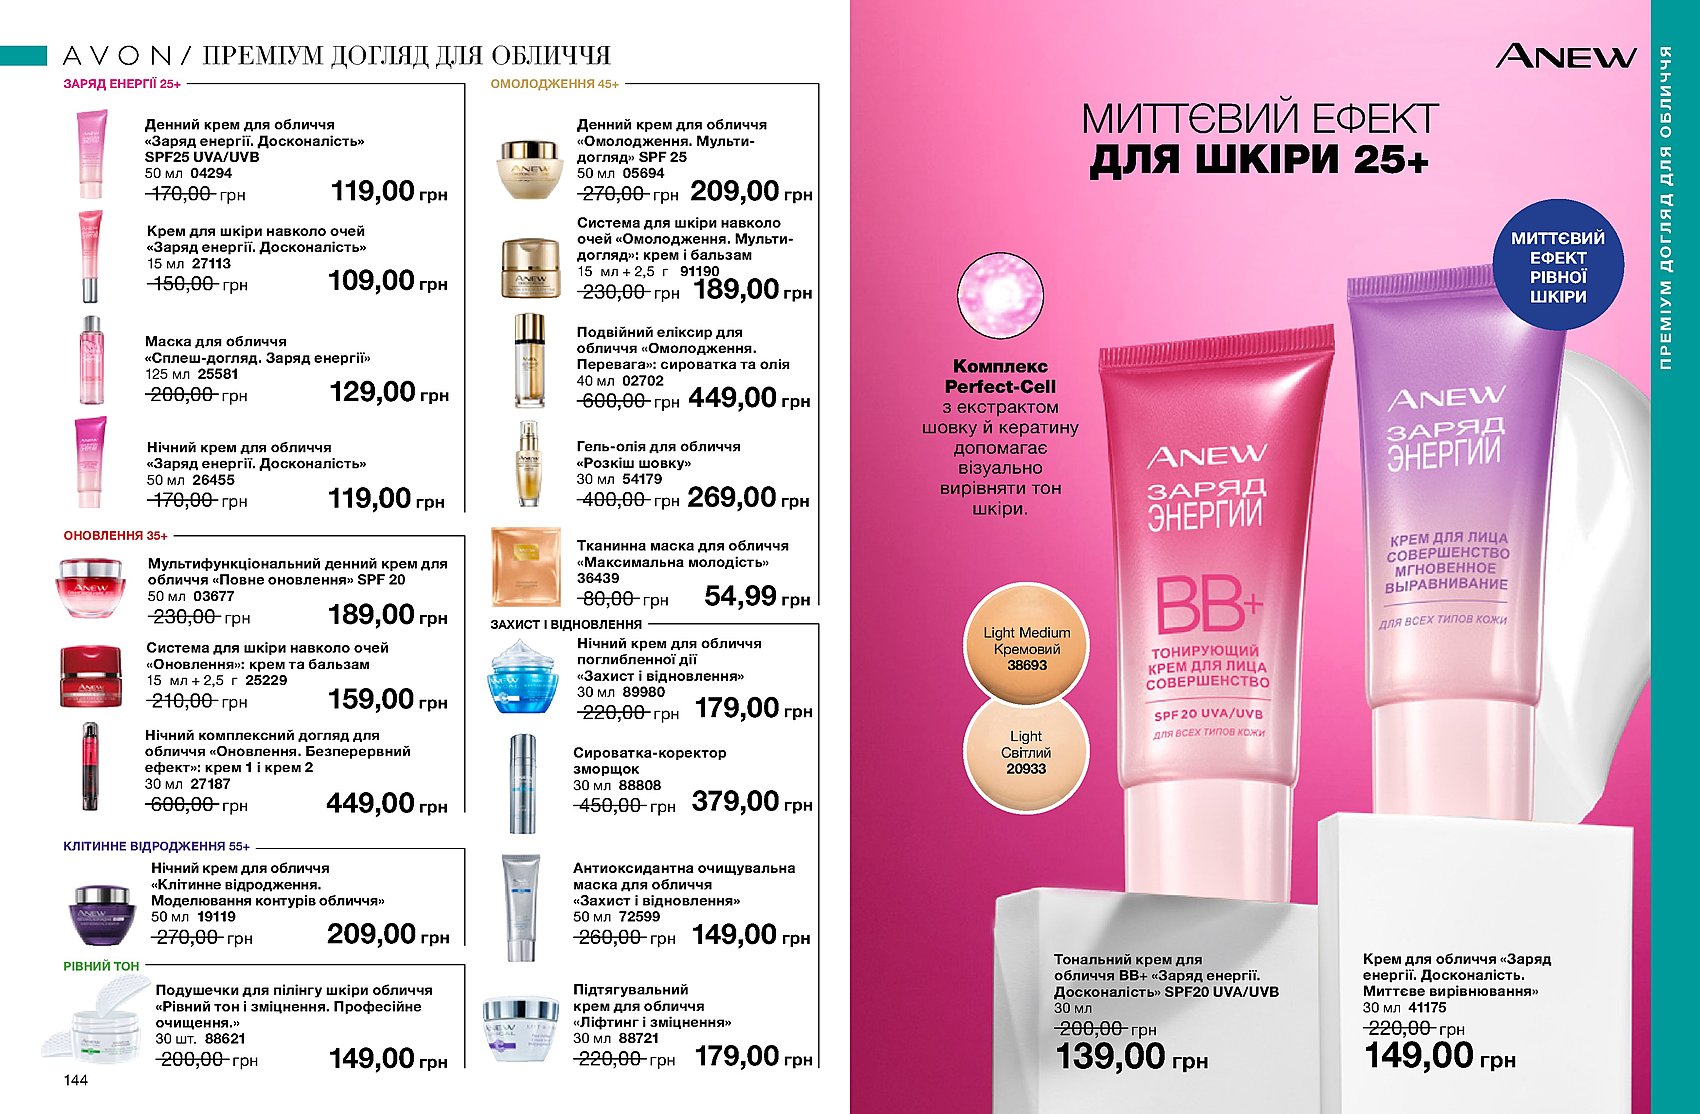 AVON / ПРЕМІУМ ДОГЛЯД ДЛЯ ОБЛИЧЧЯ
ЗАРЯД ЕНЕРГІЇ 25+
Денний крем для обличчя
«Заряд енергії. Досконалість»
SPF25 UVA/UVB
50 мл 04294
170,00 грн 119,00 грн
Крем для шкіри навколо очей
«Заряд енергії. Досконалість»
15 мл 27113
150,00 грн 109,00 грн
Маска для обличчя
«Сплеш-догляд. Заряд енергії»
125 мл 25581
200,00 грн 129,00 грн
Нічний крем для обличчя
«Заряд енергії. Досконалість»
50 мл 26455
170,00 грн 119,00 грн
ОНОВЛЕННЯ 35+
Мультифункціональний денний крем для
обличчя «Повне оновлення» SPF 20
50 мл 03677
230,00 грн 189,00 грн
Система для шкіри навколо очей
«Оновлення»: крем та бальзам
15 мл + 2,5 г 25229
210,00 грн 159,00 грн
Нічний комплексний догляд для
обличчя «Оновлення. Безперервний
ефект»: крем 1 і крем 2
30 мл 27187
600,00 грн 449,00 грн
КЛІТИННЕ ВІДРОДЖЕННЯ 55+
Нічний крем для обличчя
«Клітинне відродження.
Моделювання контурів обличчя»
50 мл 19119
270,00 грн 209,00 грн
РІВНИЙ ТОН
Подушечки для пілінгу шкіри обличчя
«Рівний тон і зміцнення. Професійне
очищення.»
30 шт. 88621
200,00 грн 149,00 грн
144
ОМОЛОДЖЕННЯ 45+
Денний крем для обличчя
«Омолодження. Мульти-
догляд» SPF 25
50 мл 05694
270,00 грн 209,00 грн
Система для шкіри навколо
очей «Омолодження. Мульти-
догляд»: крем і бальзам
15 мл + 2,5 г 91190
230,00 грн 189,00 грн
Подвійний еліксир для
обличчя «Омолодження.
Перевага»: сироватка та олія
40 мл 02702
600,00 грн 449,00 грн
Гель-олія для обличчя
«Розкіш шовку»
30 мл 54179
400,00 грн 269,00 грн
Тканинна маска для обличчя
«Максимальна молодість»
36439
80,00 грн 54,99 грн
ЗАХИСТ І ВІДНОВЛЕННЯ
Нічний крем для обличчя
поглибленної дії
«Захист і відновлення»
30 мл 89980
220,00 грн 179,00 грн
Сироватка-коректор
зморщок
30 мл 88808
450,00 грн 379,00 грн
Антиоксидантна очищувальна
маска для обличчя
«Захист і відновлення»
50 мл 72599
260,00 грн 149,00 грн
Підтягувальний
крем для обличчя
«Ліфтинг і зміцнення»
30 мл 88721
220,00 грн 179,00 грн
ANEW
МИТТЄВИЙ ЕФЕКТ
ДЛЯ ШКІРИ 25+
МИТТЄВИЙ
ЕФЕКТ
РІВНОЇ
ШКІРИ
ПРЕМІУМ ДОГЛЯД ДЛЯ ОБЛИЧЧЯ
Комплекс
Perfect-Cell
з екстрактом
шовку й кератину
допомагає
візуально
вирівняти тон
шкіри.
Light Medium
Кремовий
38693
Light
Світлий
20933
ANEW
ЗАРЯД
ЭНЕРГИИ
BB+
ТОНИРУЮЩИЙ
КРЕМ ДЛЯ ЛИЦА
СОВЕРШЕНСТВО
SPF 20 UVA/UVB
ДЛЯ ВСЕХ ТИПОВ КОЖИ
ANEW
ЗАРЯД
ЭНЕРГИИ
КРЕМ ДЛЯ ЛИЦА
СОВЕРШЕНСТВО
МГНОВЕННОЕ
ВЫРАВНИВАНИЕ
ДЛЯ ВСЕХ ТИПОВ КОЖИ
Тональний крем для
обличчя BB+ «Заряд енергії.
Досконалість» SPF20 UVA/UVB
30 мл
200,00 грн
139,00 грн
Крем для обличчя «Заряд
енергії. Досконалість.
Миттєве вирівнювання»
30 мл 41175
220,00 грн
149,00 грн